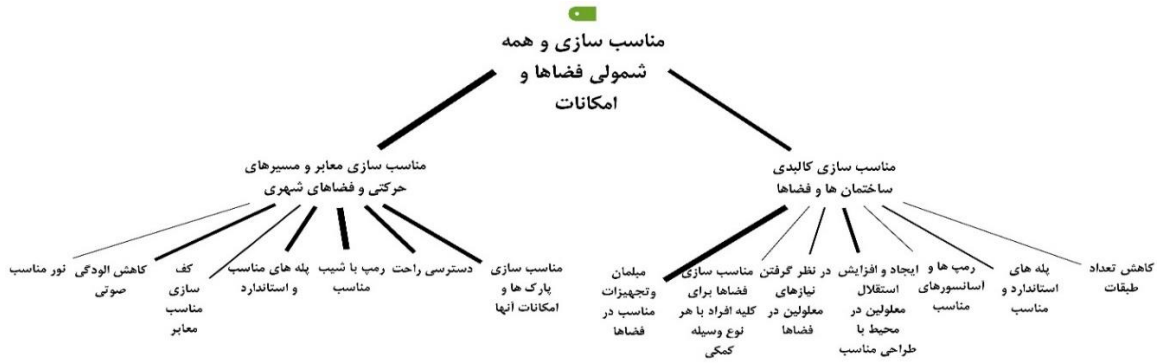 مناسب سازی و همه
شمولی فضاها و
امکانات
مناسب سازی کالبدی
ساختمان ها و فضاها
مناسب سازی معابر و مسیرهای
حرکتی و فضاهای شهری
کاهش تعداد
طبقات
پله های
استاندارد و
مناسب
رمپ ها و
آسانسورهای
مناسب
ایجاد و افزایش
استقلال
معلولین در
محیط با
طراحی مناسب
در نظر گرفتن
نیازهای
معلولین در
فضاها
مناسب سازی
فضاها برای
کلیه افراد با هر
نوع وسیله
کمکی
مبلمان
وتجهیزات
مناسب در
فضاها
مناسب سازی
پارک ها و
امکانات آنها
دسترسی راحت
رمپ با شیب
مناسب
پله های مناسب
و استاندارد
کف
سازی
مناسب
معابر
کاهش الودگی
صوتی
نور مناسب